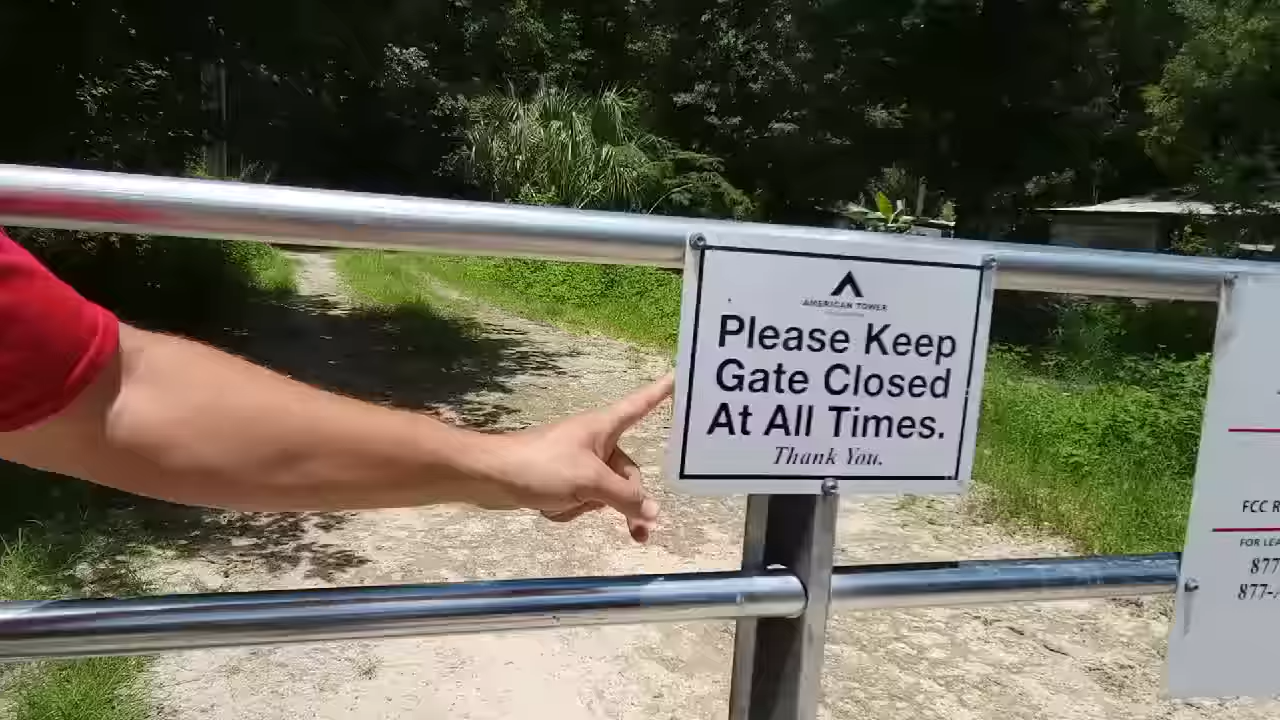 AMERICAN TOWER
Please Keep
Gate Closed
At All Times.
Thank You.
FCC R
FOR LEA
877
877-